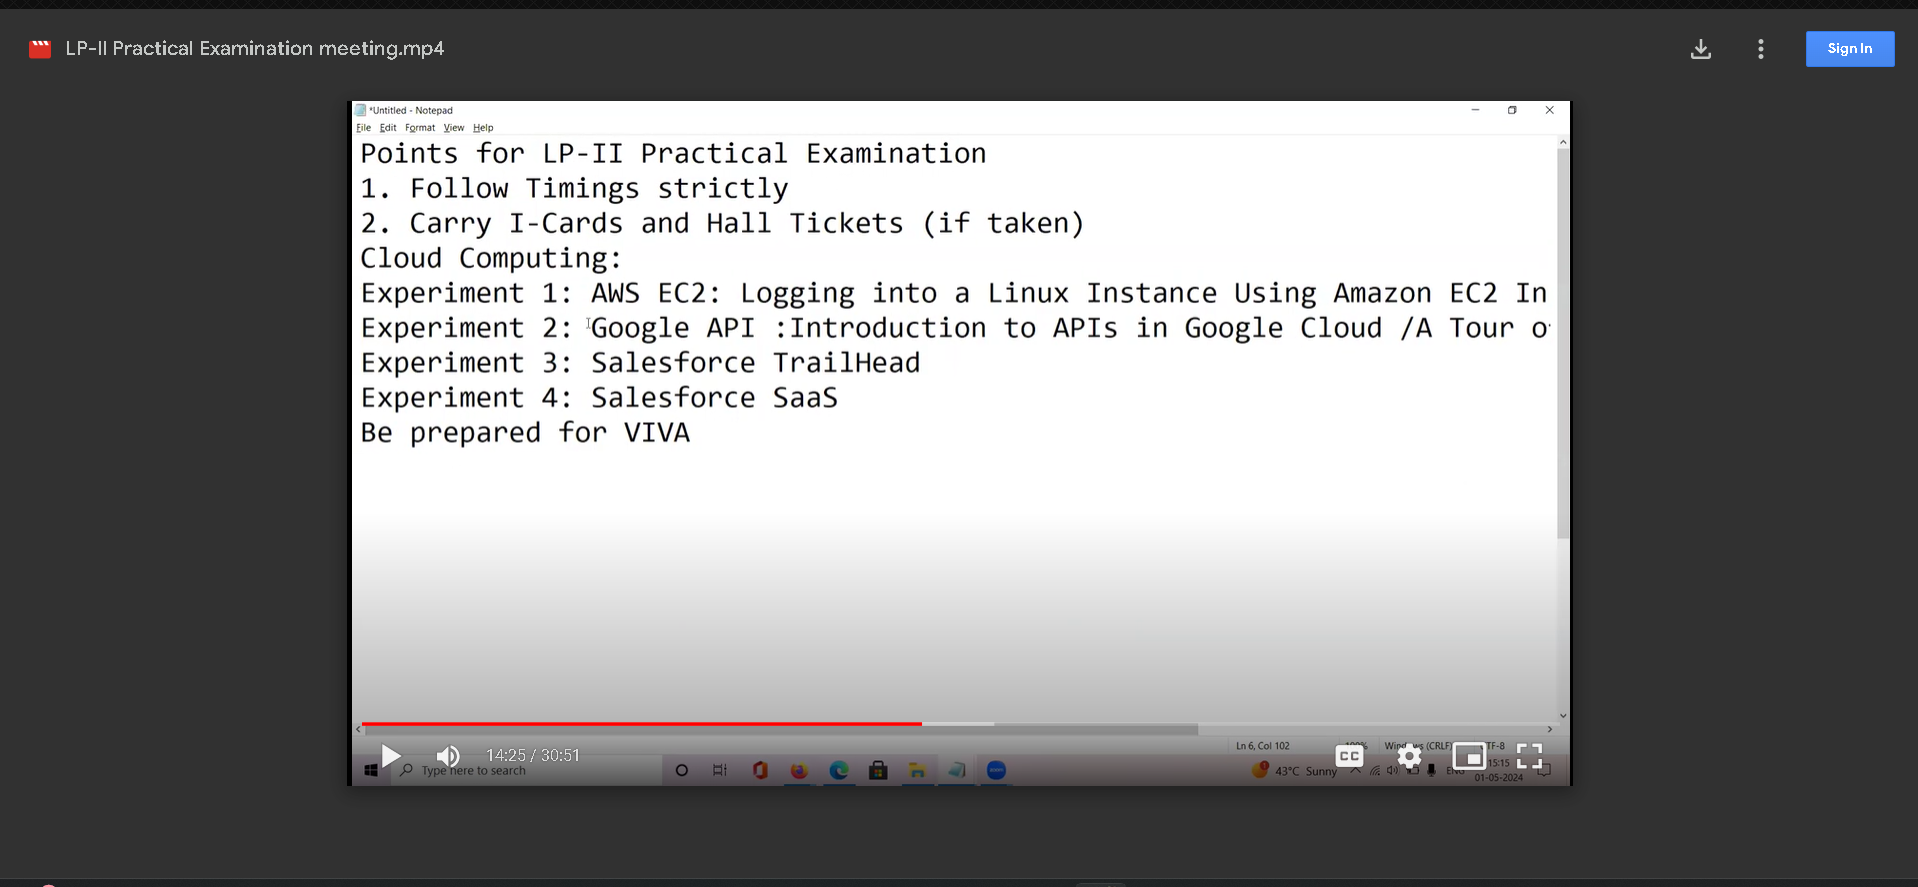 LP-II Practical Examination meeting.mp4
Sign In
*Untitled - Notepad
File Edit Format View Help
Points for LP-II Practical Examination
1. Follow Timings strictly
2. Carry I-Cards and Hall Tickets (if taken)
Cloud Computing:
Experiment 1: AWS EC2: Logging into a Linux Instance Using Amazon EC2 In
Experiment 2: Google API :Introduction to APIs in Google Cloud /A Tour o
Experiment 3: Salesforce TrailHead
Experiment 4: Salesforce SaaS
Be prepared for VIVA
Ln 6, Col 102 100% (CRLF) UTF-8
14:25 / 30:51
CC
Type here to search
43°C Sunny ENG 15:15
01-05-2024